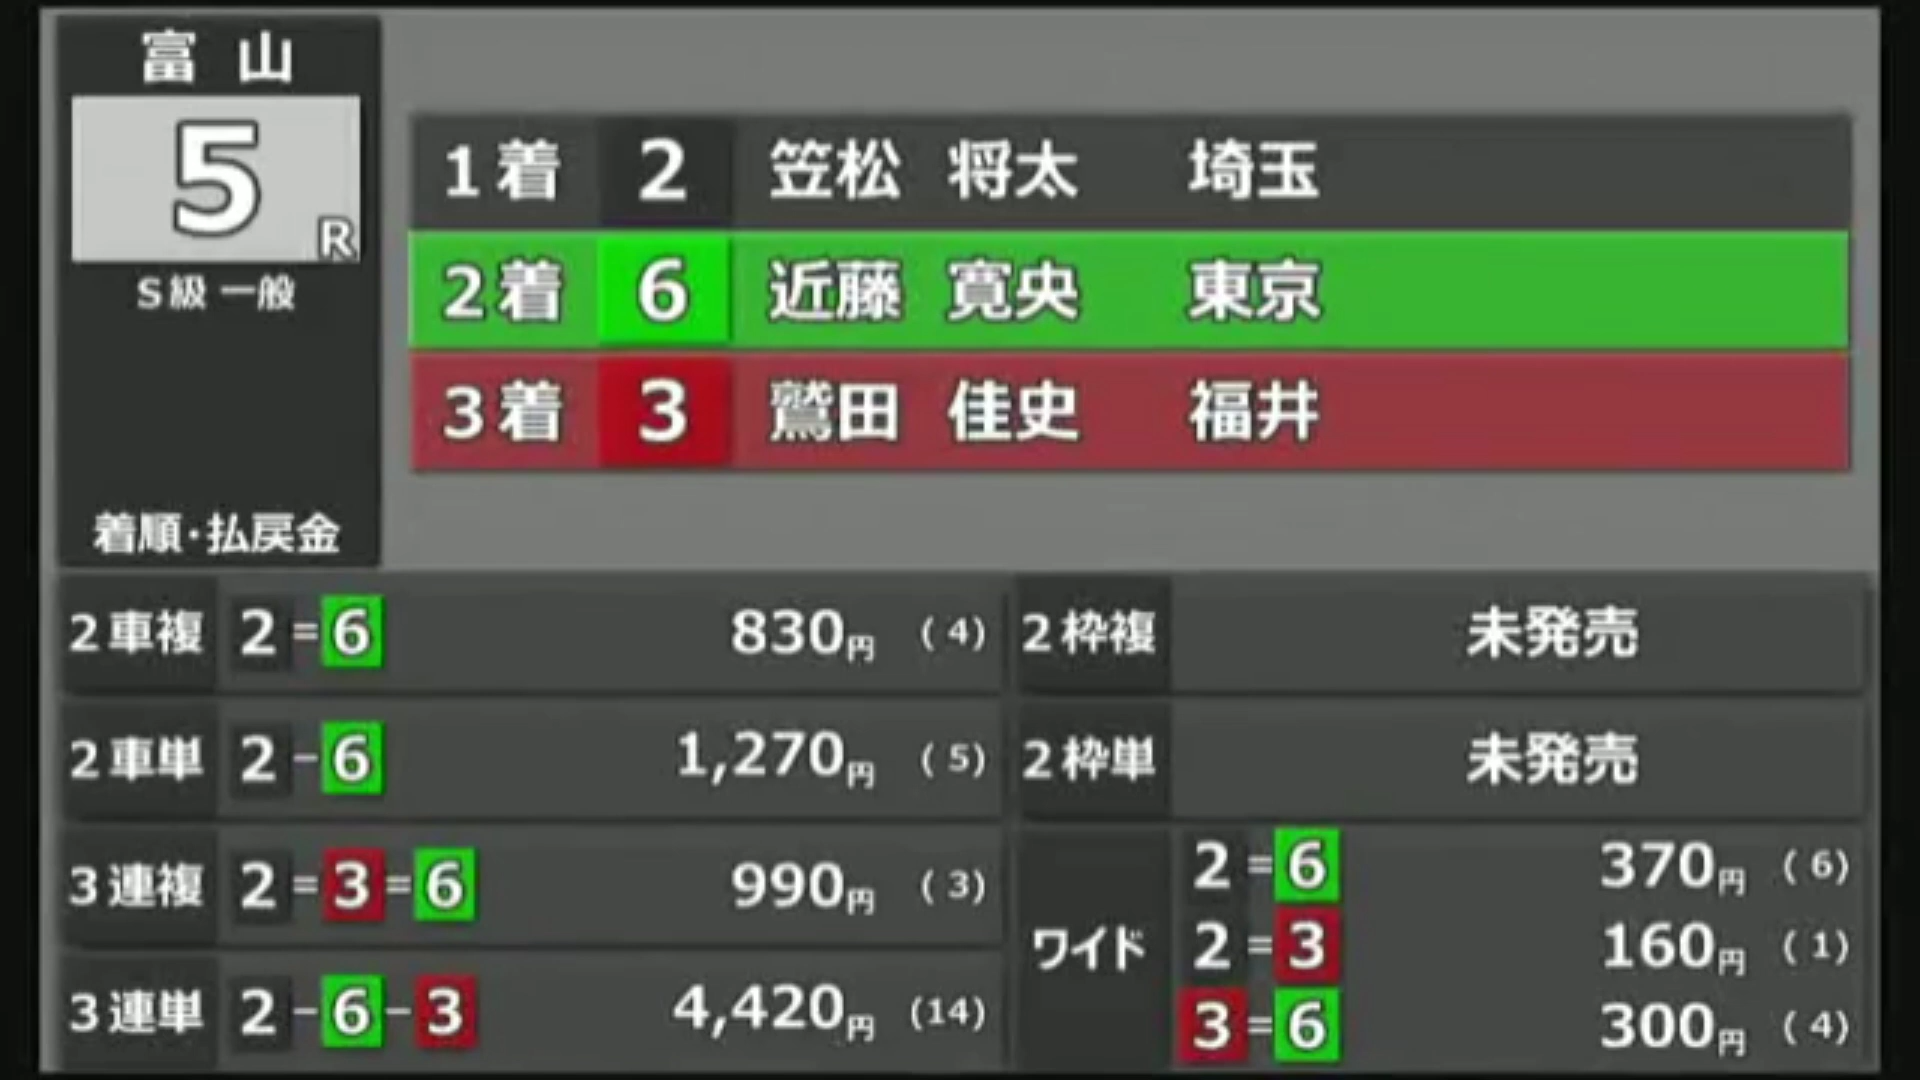 富山
5R
S級 一般
着順・払戻金
1着 2 笠松 将太 埼玉
2着 6 近藤 寛央 東京
3着 3 鷲田 佳史 福井
2車複 2=6 830円 (4)
2車単 2-6 1,270円 (5)
3連複 2=3=6 990円 (3)
3連単 2-6-3 4,420円 (14)
2枠複 未発売
2枠単 未発売
ワイド
2=6 370円 (6)
2=3 160円 (1)
3=6 300円 (4)